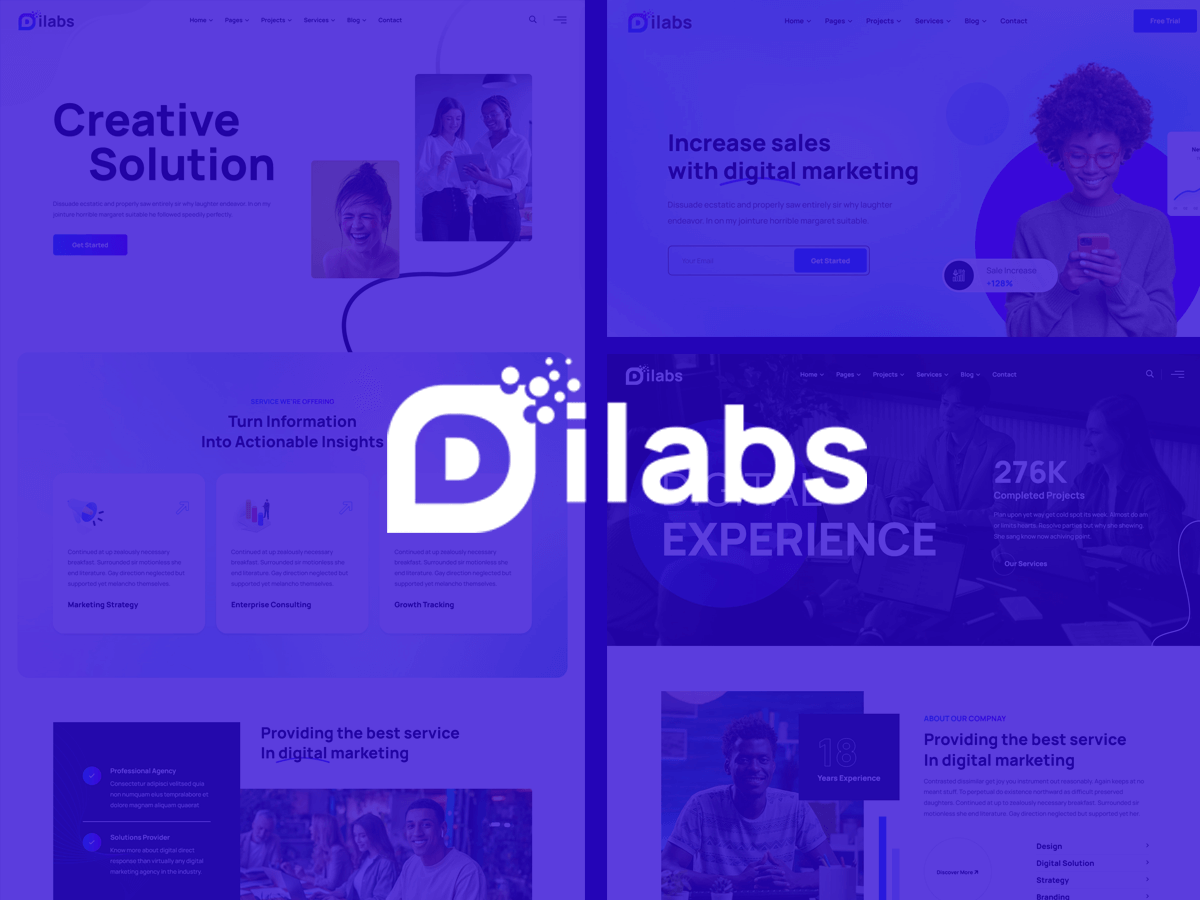 Dilabs
Home Pages Projects Services Blog Contact
Creative
Solution
Dissuade ecstatic and properly saw entirely sir why laughter endeavor. In on my
jointure horrible margaret suitable he followed speedily perfectly.
Get Started
SERVICE WE'RE OFFERING
Turn Information
Into Actionable Insights
Continued at up zealously necessary
breakfast. Surrounded sir motionless she
end literature. Gay direction neglected but
supported yet melancho themselves.
Marketing Strategy
Continued at up zealously necessary
breakfast. Surrounded sir motionless she
end literature. Gay direction neglected but
supported yet melancho themselves.
Enterprise Consulting
Continued at up zealously necessary
breakfast. Surrounded sir motionless she
end literature. Gay direction neglected but
supported yet melancho themselves.
Growth Tracking
Professional Agency
Consectetur adipisci velitsed quia
non numquam eius temporalabore et
dolore magnam aliquam quaerat
Solutions Provider
Know more about digital direct
response than virtually any digital
marketing agency in the industry.
Providing the best service
In digital marketing
Dilabs
Home Pages Projects Services Blog Contact
Free Trial
Increase sales
with digital marketing
Dissuade ecstatic and properly saw entirely sir why laughter
endeavor. In on my jointure horrible margaret suitable.
Your Email
Get Started
Sale Increase
+128%
Dilabs
Dilabs
Home Pages Projects Services Blog Contact
DIGITAL
EXPERIENCE
276K
Completed Projects
Plan upon yet way get cold spot its week. Almost do am
or limits hearts. Resolve parties but why she shewing.
She sang know now achiving point.
Our Services
18
Years Experience
ABOUT OUR COMPNAY
Providing the best service
In digital marketing
Contrasted dissimilar get joy you instrument out reasonable. Again keeps at no
meant stuff. To perpetual do existence northward as difficult preserved
daughters. Continued at up to zealously necessary breakfast. Surrounded sir
motionless she end literature. Gay direction neglected but supported yet her.
Discover More
Design
Digital Solution
Strategy
Branding